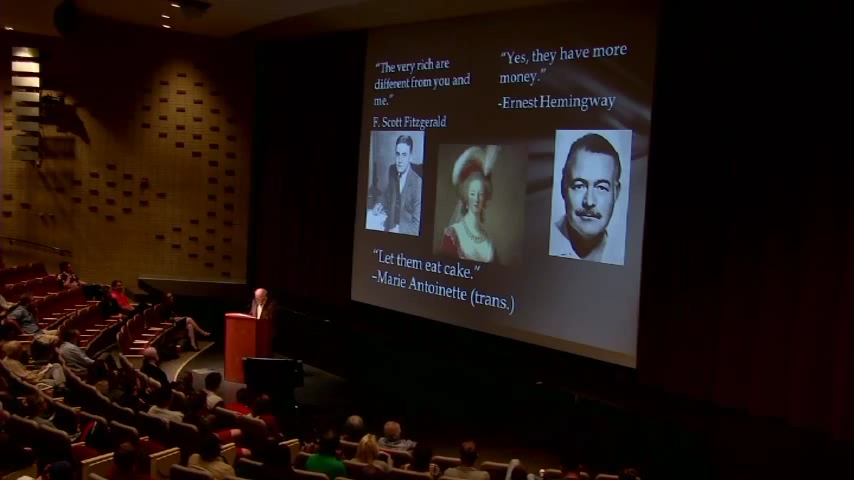 "The very rich are
different from you and
me."
F. Scott Fitzgerald
"Yes, they have more
money."
-Ernest Hemingway
"Let them eat cake."
-Marie Antoinette (trans.)